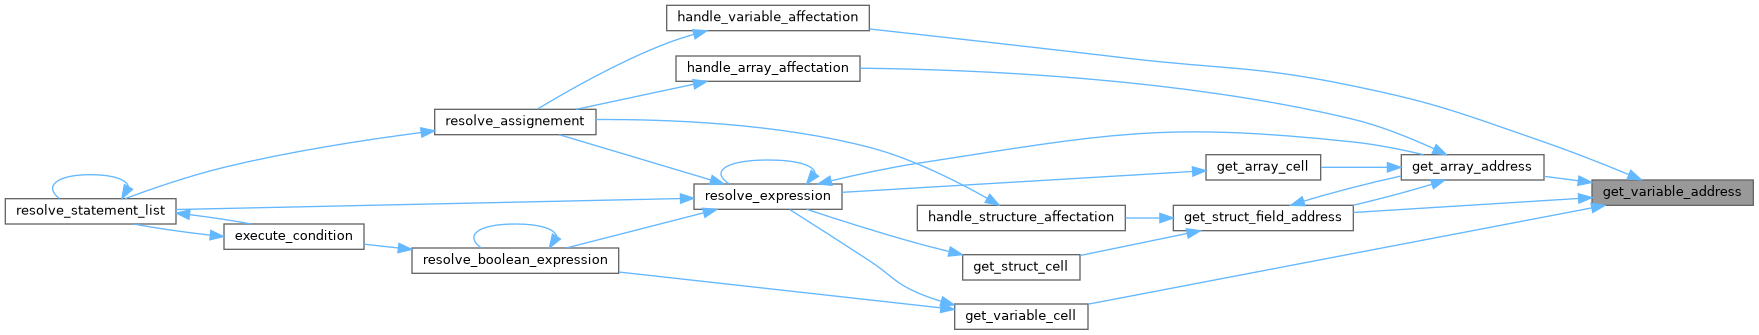 handle_variable_affectation
handle_array_affectation
resolve_assignement
get_array_cell
get_array_address
resolve_expression
get_variable_address
resolve_statement_list
handle_structure_affectation
get_struct_field_address
execute_condition
resolve_boolean_expression
get_struct_cell
get_variable_cell